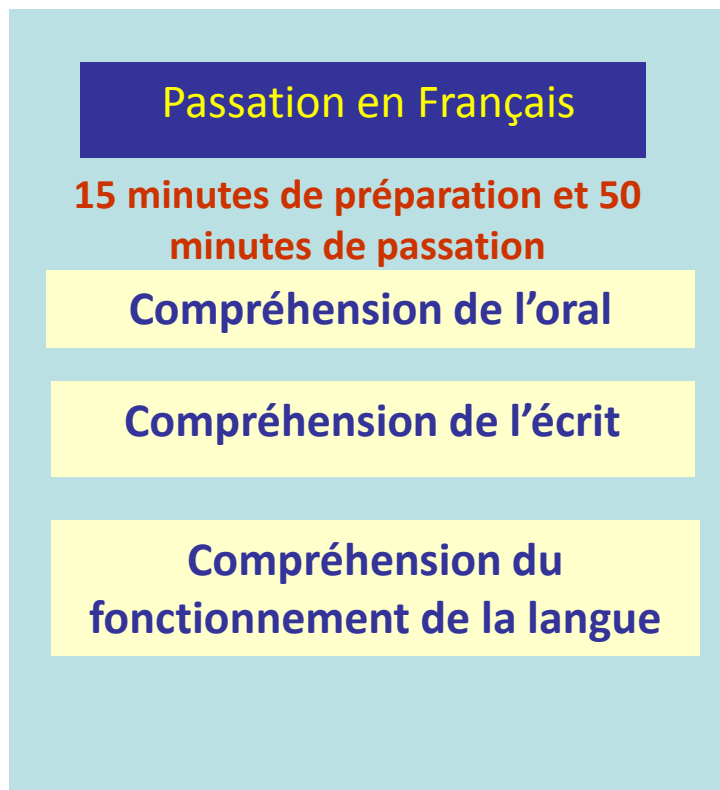 Passation en Français
15 minutes de préparation et 50
minutes de passation
Compréhension de l’oral
Compréhension de l’écrit
Compréhension du
fonctionnement de la langue